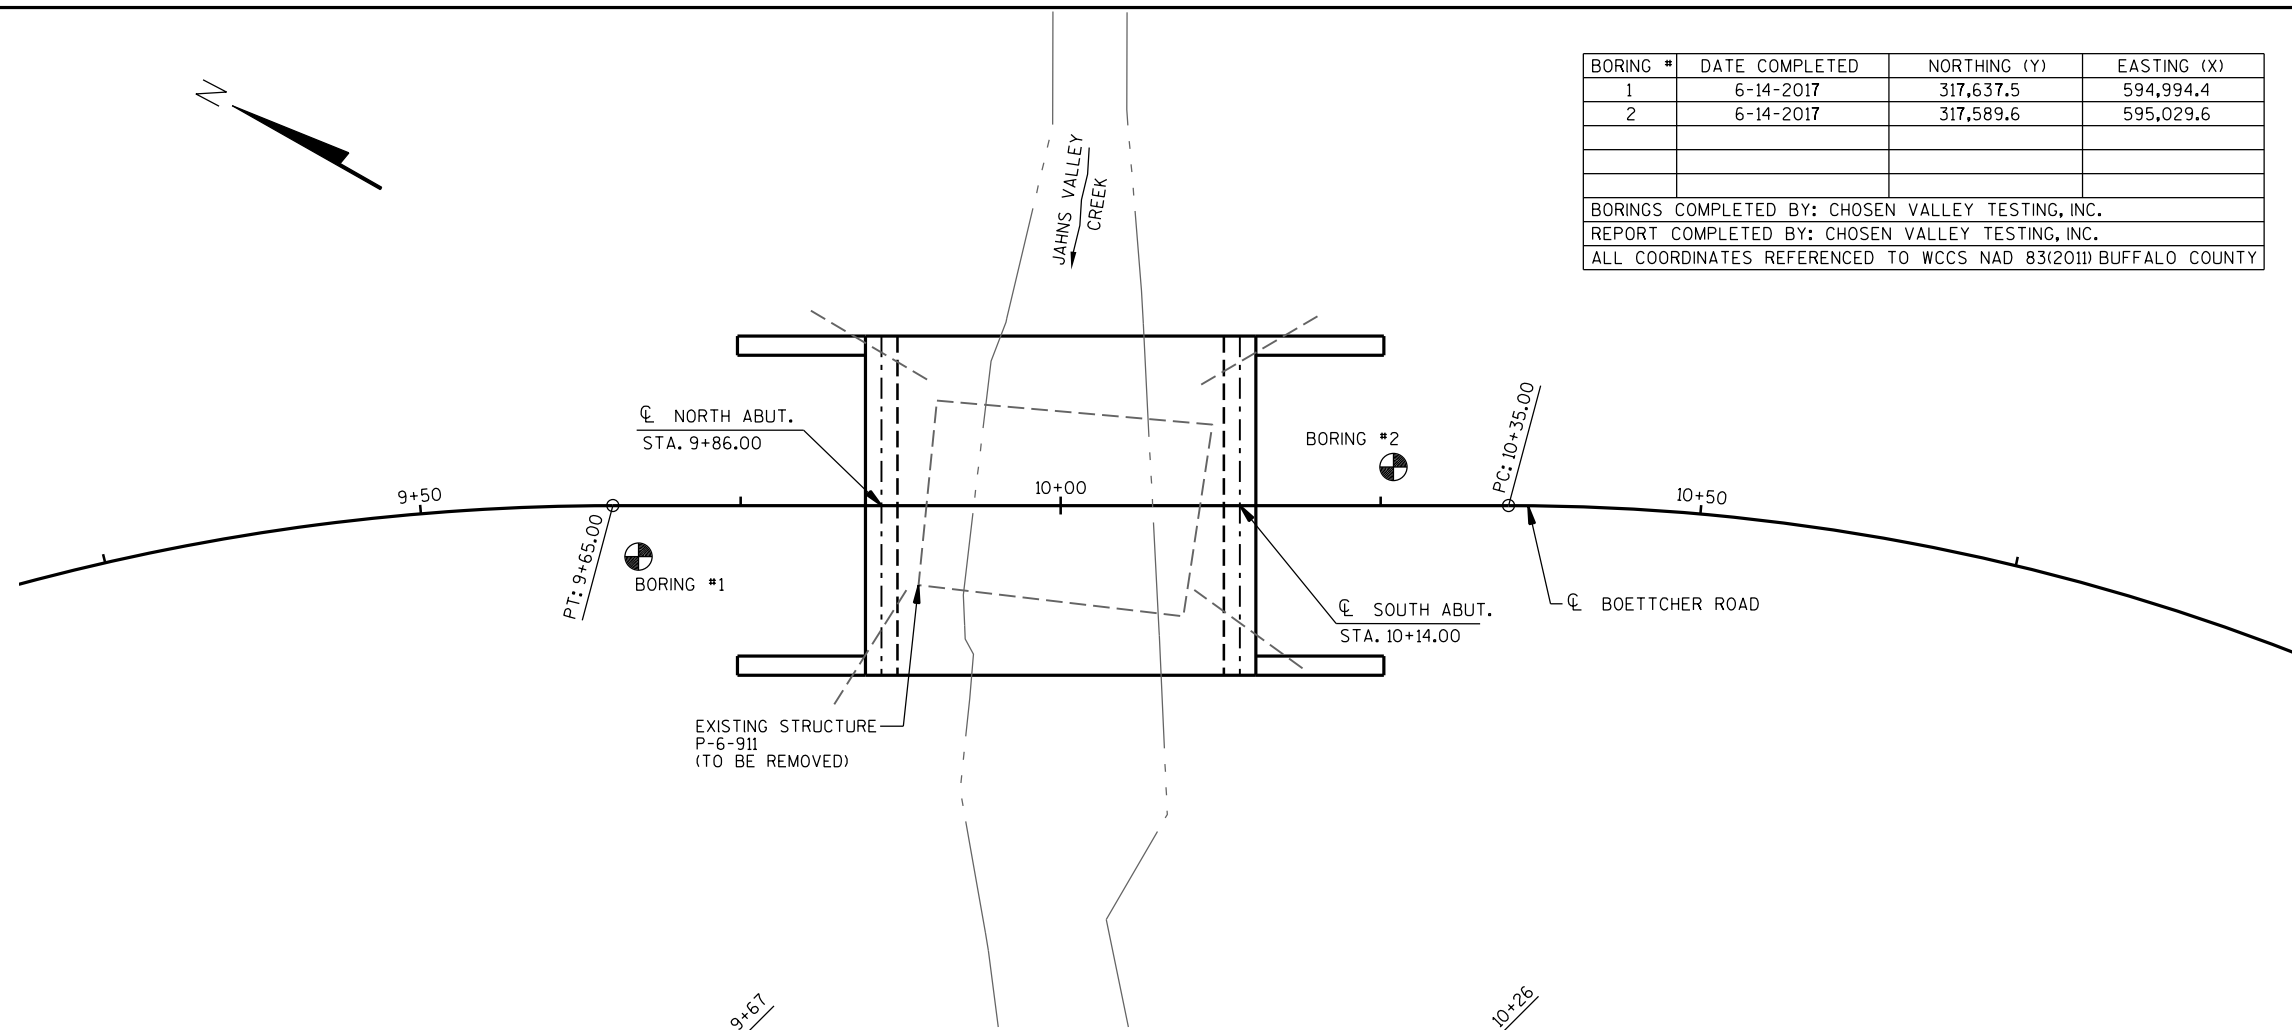 N
BORING # DATE COMPLETED NORTHING (Y) EASTING (X)
1 6-14-2017 317,637.5 594,994.4
2 6-14-2017 317,589.6 595,029.6
BORINGS COMPLETED BY: CHOSEN VALLEY TESTING, INC.
REPORT COMPLETED BY: CHOSEN VALLEY TESTING, INC.
ALL COORDINATES REFERENCED TO WCCS NAD 83(2011) BUFFALO COUNTY
JAHNS VALLEY
CREEK
℄ NORTH ABUT.
STA. 9+86.00
BORING #2
PC: 10+35.00
9+50
10+00
10+50
PT: 9+65.00
BORING #1
℄ SOUTH ABUT.
STA. 10+14.00
℄ BOETTCHER ROAD
EXISTING STRUCTURE
P-6-911
(TO BE REMOVED)
9+67
10+26